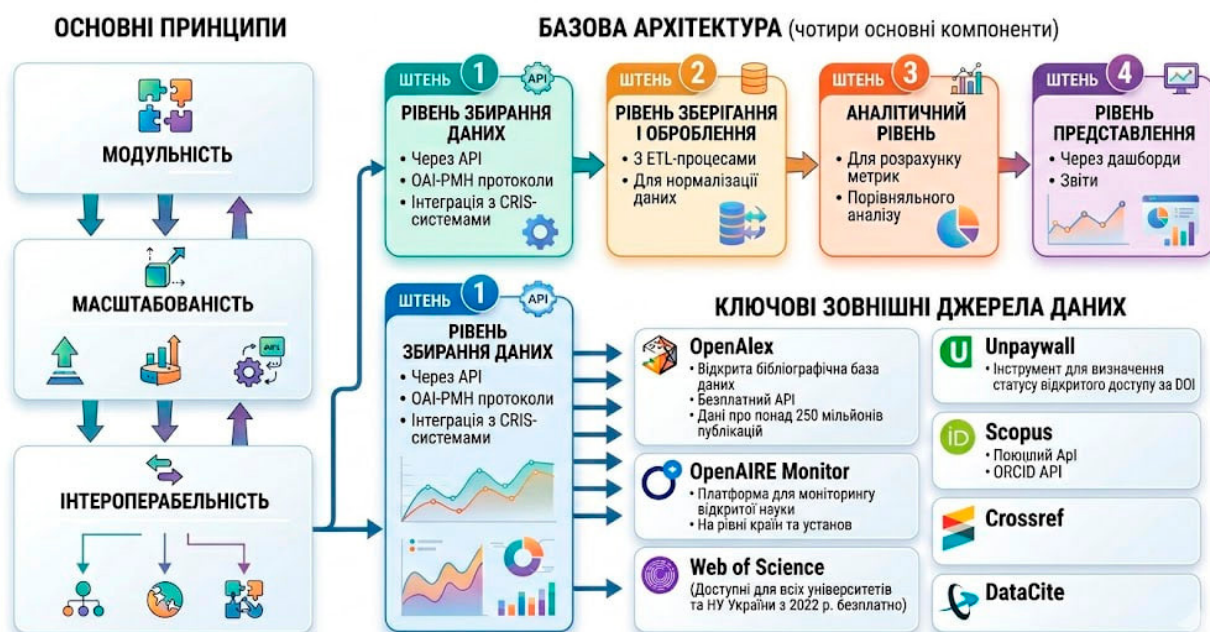 ОСНОВНІ ПРИНЦИПИ
МОДУЛЬНІСТЬ
МАСШТАБОВАНІСТЬ
ІНТЕРОПЕРАБЕЛЬНІСТЬ
БАЗОВА АРХІТЕКТУРА (чотири основні компоненти)
ШТЕНЬ 1 API
РІВЕНЬ ЗБИРАННЯ
ДАНИХ
• Через API
• OAI-PMH протоколи
• Інтеграція з CRIS-
системами
ШТЕНЬ 2
РІВЕНЬ ЗБЕРІГАННЯ
І ОБРОБЛЕННЯ
• З ETL-процесами
• Для нормалізації
даних
ШТЕНЬ 3
АНАЛІТИЧНИЙ
РІВЕНЬ
• Для розрахунку
метрик
• Порівняльного
аналізу
ШТЕНЬ 4
РІВЕНЬ
ПРЕДСТАВЛЕННЯ
• Через дашборди
• Звіти
ШТЕНЬ 1 API
РІВЕНЬ
ЗБИРАННЯ ДАНИХ
• Через API
• OAI-PMH протоколи
• Інтеграція з CRIS-
системами
КЛЮЧОВІ ЗОВНІШНІ ДЖЕРЕЛА ДАНИХ
OpenAlex
• Відкрита бібліографічна база
даних
• Безплатний API
• Дані про понад 250 мільйонів
публікацій
OpenAIRE Monitor
• Платформа для моніторингу
відкритої науки
• На рівні країн та установ
Web of Science
(Доступні для всіх університетів
та НУ України з 2022 р. безплатно)
U Unpaywall
• Інструмент для визначення
статусу відкритого доступу за DOI
iD Scopus
• Api
• ORCID API
Crossref
DataCite